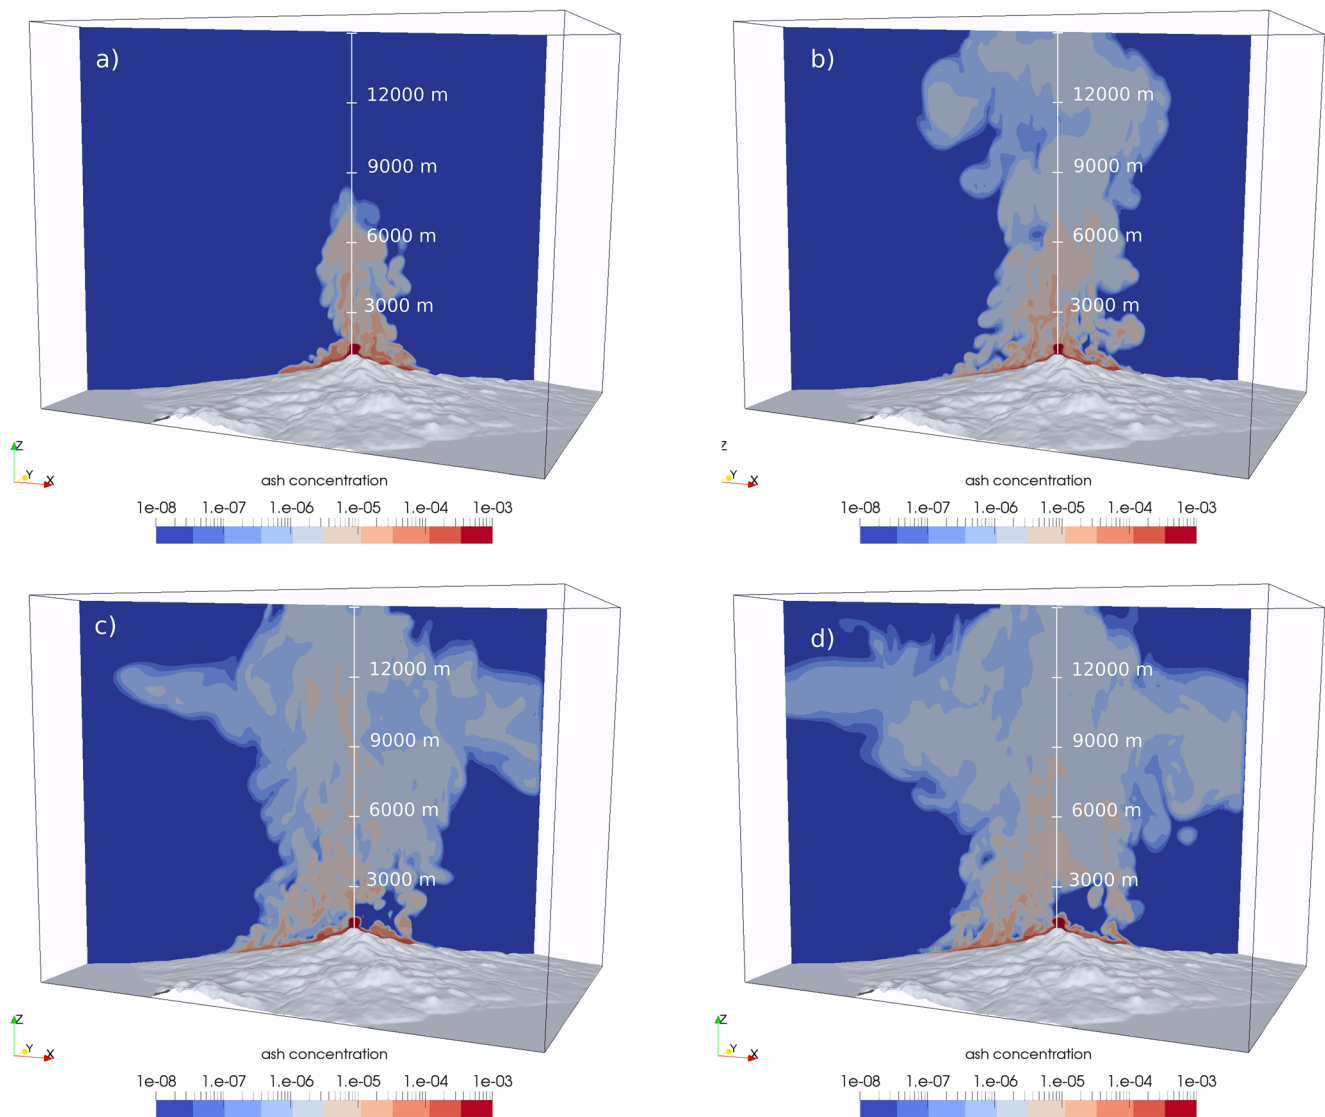 a)
12000 m
9000 m
6000 m
3000 m
Z
Y
X
ash concentration
1e-08 1.e-07 1.e-06 1.e-05 1.e-04 1e-03
b)
12000 m
9000 m
6000 m
3000 m
Z
Y
X
ash concentration
1e-08 1.e-07 1.e-06 1.e-05 1.e-04 1e-03
c)
12000 m
9000 m
6000 m
3000 m
Z
Y
X
ash concentration
1e-08 1.e-07 1.e-06 1.e-05 1.e-04 1e-03
d)
12000 m
9000 m
6000 m
3000 m
Z
Y
X
ash concentration
1e-08 1.e-07 1.e-06 1.e-05 1.e-04 1e-03